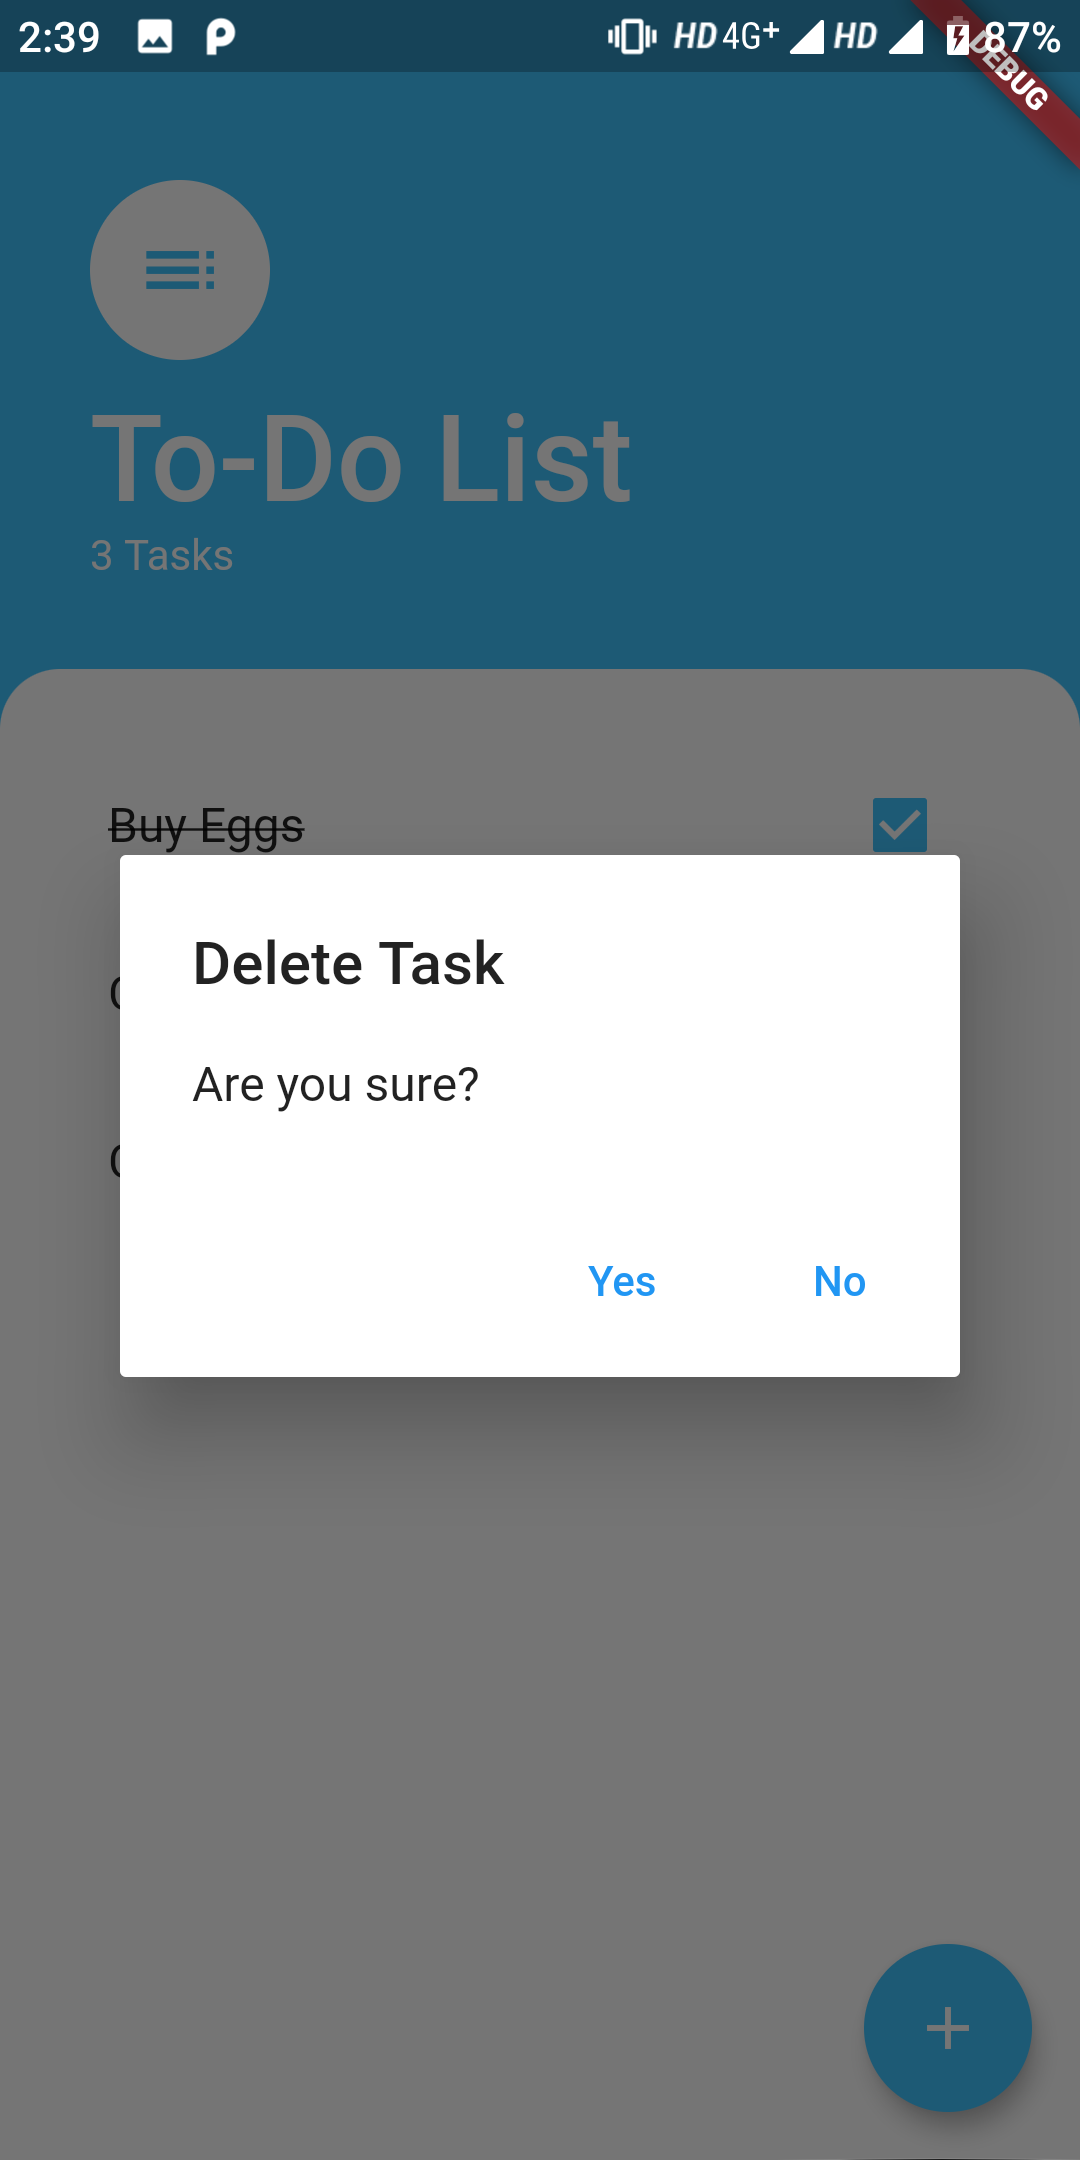 2:39 HD 4G+ HD 87%
DEBUG
To-Do List
3 Tasks
Buy Eggs
Delete Task
Are you sure?
Yes No